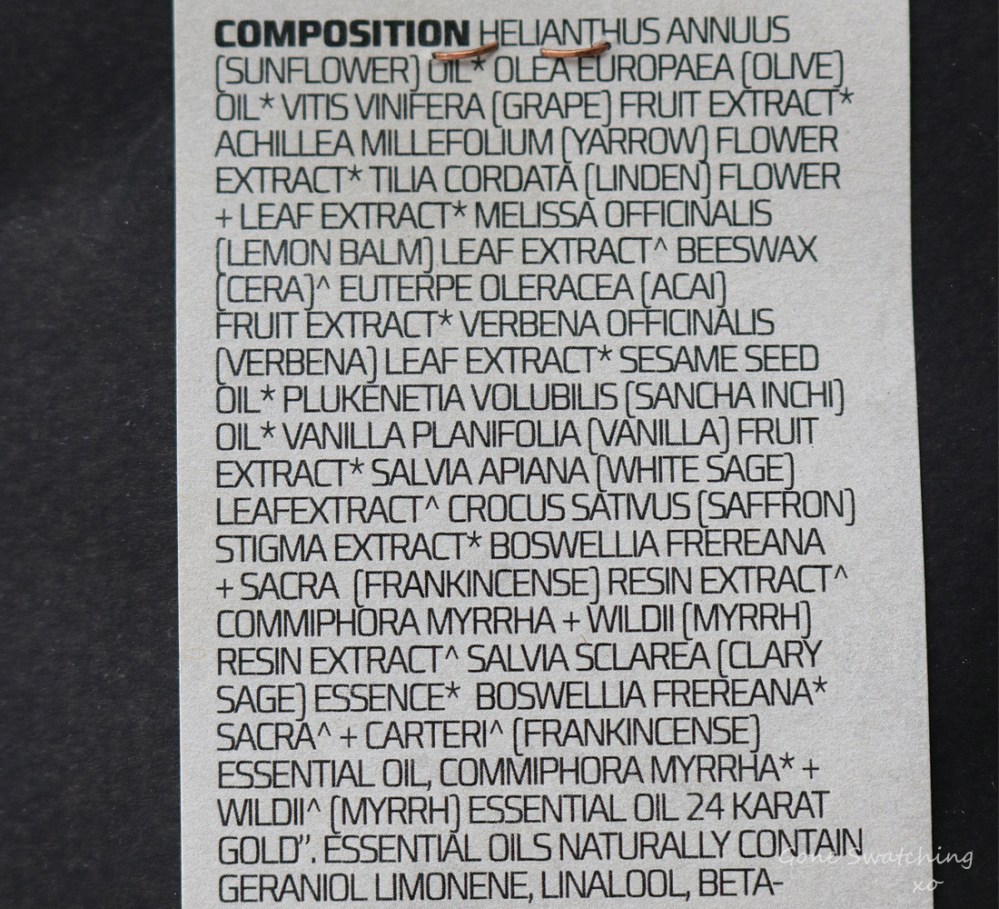 COMPOSITION HELIANTHUS ANNUUS
(SUNFLOWER) OIL* OLEA EUROPAEA (OLIVE)
OIL* VITIS VINIFERA (GRAPE) FRUIT EXTRACT*
ACHILLEA MILLEFOLIUM (YARROW) FLOWER
EXTRACT* TILIA CORDATA (LINDEN) FLOWER
+ LEAF EXTRACT* MELISSA OFFICINALIS
(LEMON BALM) LEAF EXTRACT^ BEESWAX
(CERA)^ EUTERPE OLERACEA (ACAI)
FRUIT EXTRACT* VERBENA OFFICINALIS
(VERBENA) LEAF EXTRACT* SESAME SEED
OIL* PLUKENETIA VOLUBILIS (SANCHA INCHI)
OIL* VANILLA PLANIFOLIA (VANILLA) FRUIT
EXTRACT* SALVIA APIANA (WHITE SAGE)
LEAFEXTRACT^ CROCUS SATIVUS (SAFFRON)
STIGMA EXTRACT* BOSWELLIA FREREANA
+ SACRA (FRANKINCENSE) RESIN EXTRACT^
COMMIPHORA MYRRHA + WILDII (MYRRH)
RESIN EXTRACT^ SALVIA SCLAREA (CLARY
SAGE) ESSENCE* BOSWELLIA FREREANA*
SACRA^ + CARTERI^ (FRANKINCENSE)
ESSENTIAL OIL, COMMIPHORA MYRRHA* +
WILDII^ (MYRRH) ESSENTIAL OIL 24 KARAT
GOLD”. ESSENTIAL OILS NATURALLY CONTAIN
GERANIOL LIMONENE, LINALOOL, BETA-
Gone Swatching
xo